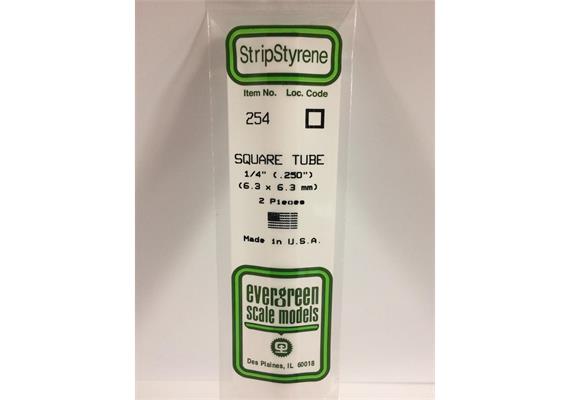 StripStyrene
Item No. Loc. Code
254
SQUARE TUBE
1/4" (.250")
(6.3 x 6.3 mm)
2 Pieces
Made in U.S.A.
evergreen
scale models
Des Plaines, IL 60018